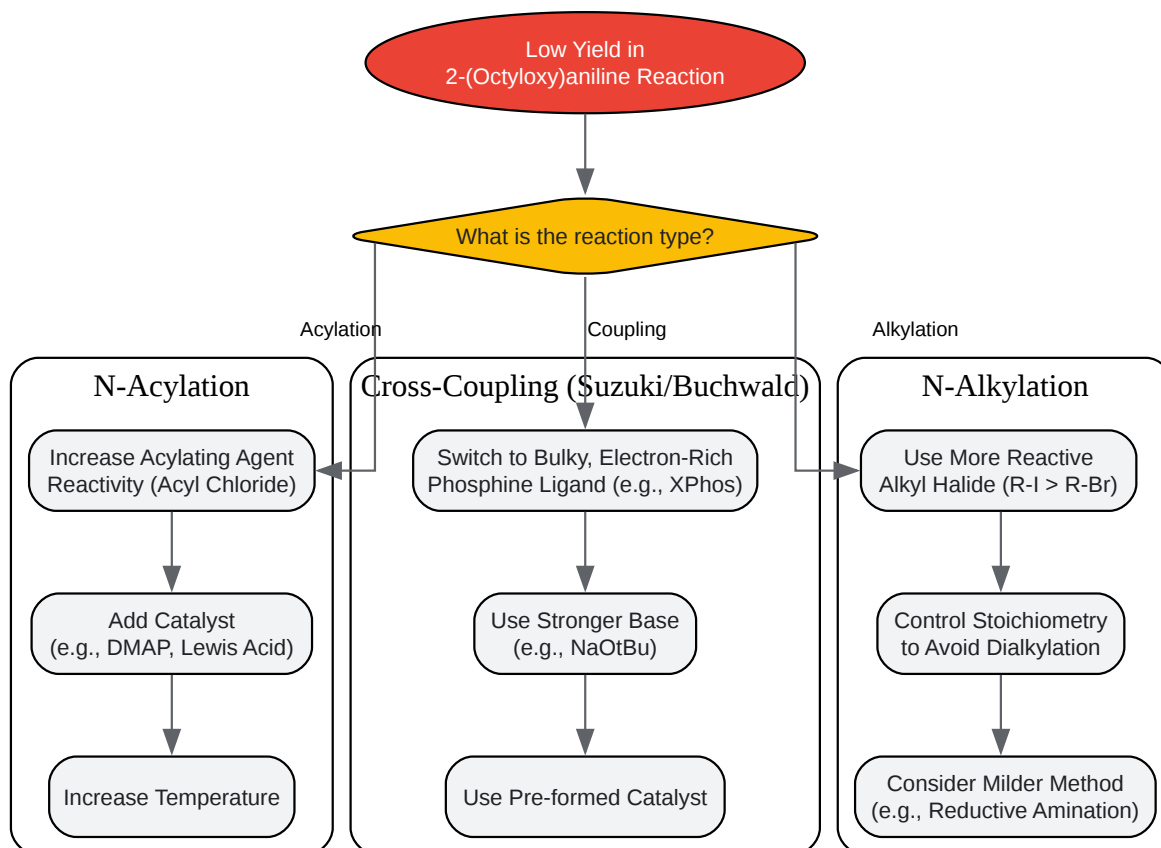 Low Yield in
2-(Octyloxy)aniline Reaction
What is the reaction type?
Acylation
Coupling
Alkylation
N-Acylation
Increase Acylating Agent
Reactivity (Acyl Chloride)
Add Catalyst
(e.g., DMAP, Lewis Acid)
Increase Temperature
Cross-Coupling (Suzuki/Buchwald)
Switch to Bulky, Electron-Rich
Phosphine Ligand (e.g., XPhos)
Use Stronger Base
(e.g., NaOtBu)
Use Pre-formed Catalyst
N-Alkylation
Use More Reactive
Alkyl Halide (R-I > R-Br)
Control Stoichiometry
to Avoid Dialkylation
Consider Milder Method
(e.g., Reductive Amination)